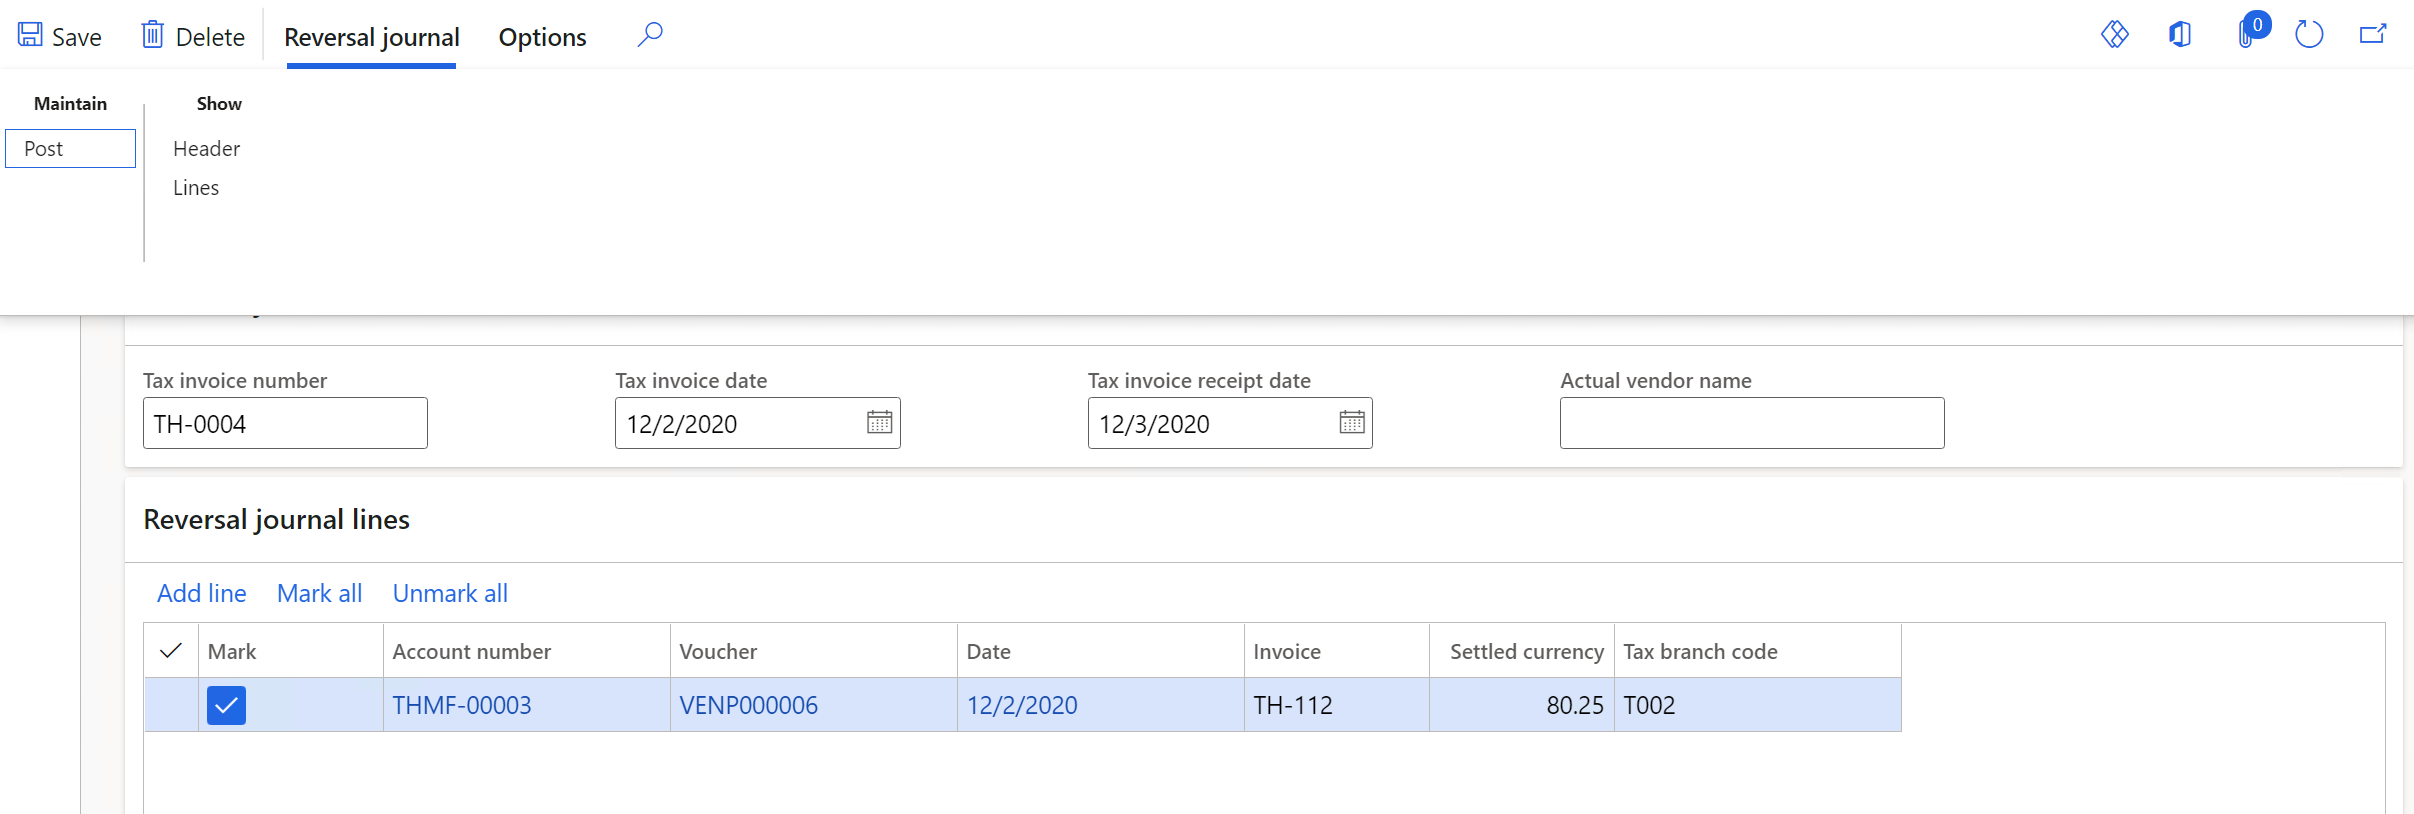 Save Delete Reversal journal Options 0
Maintain Show
Post Header
Lines
Tax invoice number Tax invoice date Tax invoice receipt date Actual vendor name
TH-0004 12/2/2020 12/3/2020
Reversal journal lines
Add line Mark all Unmark all
Mark Account number Voucher Date Invoice Settled currency Tax branch code
THMF-00003 VENP000006 12/2/2020 TH-112 80.25 T002